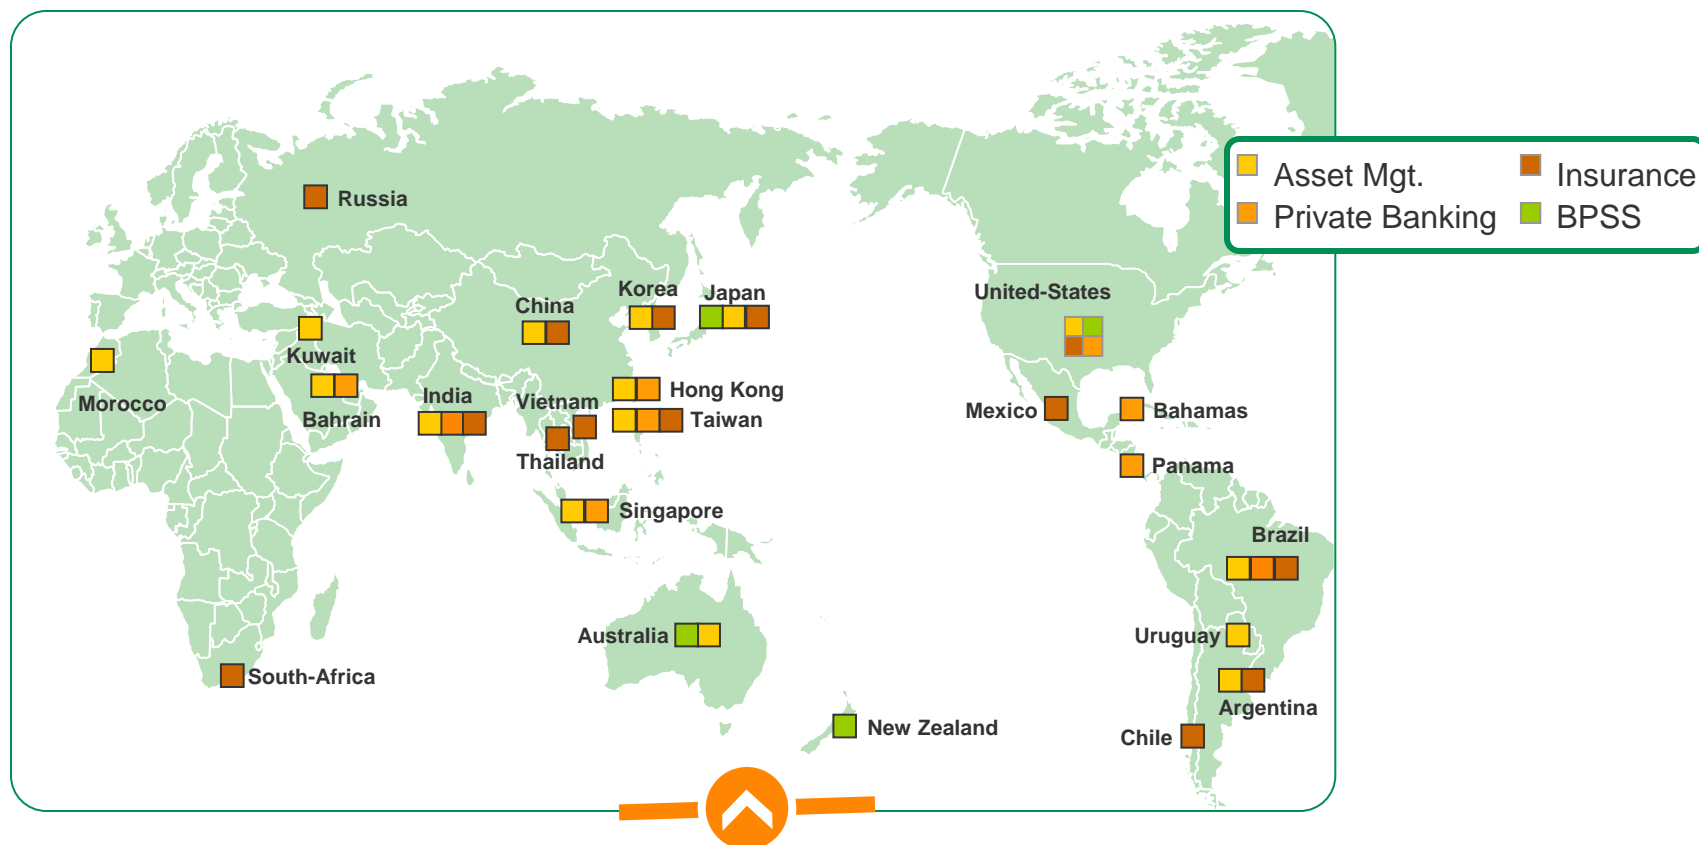 Asset Mgt.
Insurance
Private Banking
BPSS
Russia
United-States
Korea
Japan
China
Kuwait
Morocco
Bahrain
India
Vietnam
Hong Kong
Taiwan
Thailand
Mexico
Bahamas
Panama
Singapore
Brazil
Australia
Uruguay
South-Africa
Argentina
New Zealand
Chile